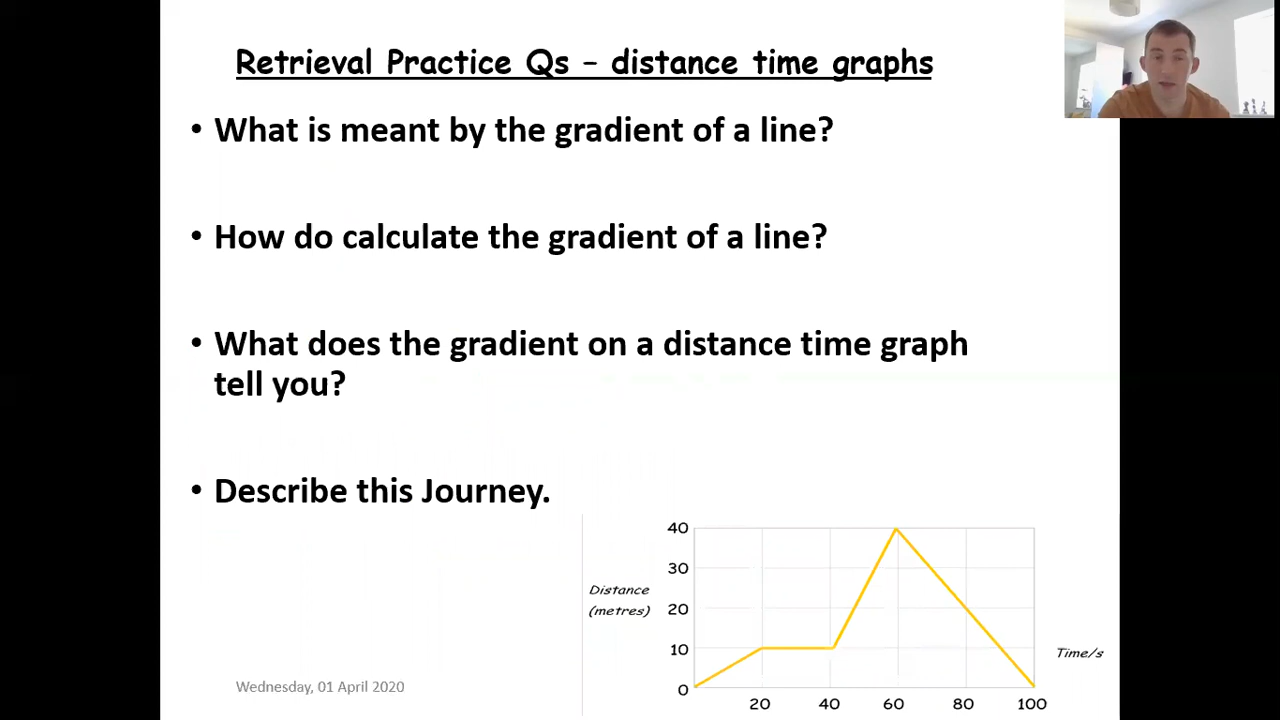 Retrieval Practice Qs – distance time graphs
• What is meant by the gradient of a line?
• How do calculate the gradient of a line?
• What does the gradient on a distance time graph
tell you?
• Describe this Journey.
40
30
Distance
(metres)
20
10
0
20
40
60
80
100
Time/s
Wednesday, 01 April 2020